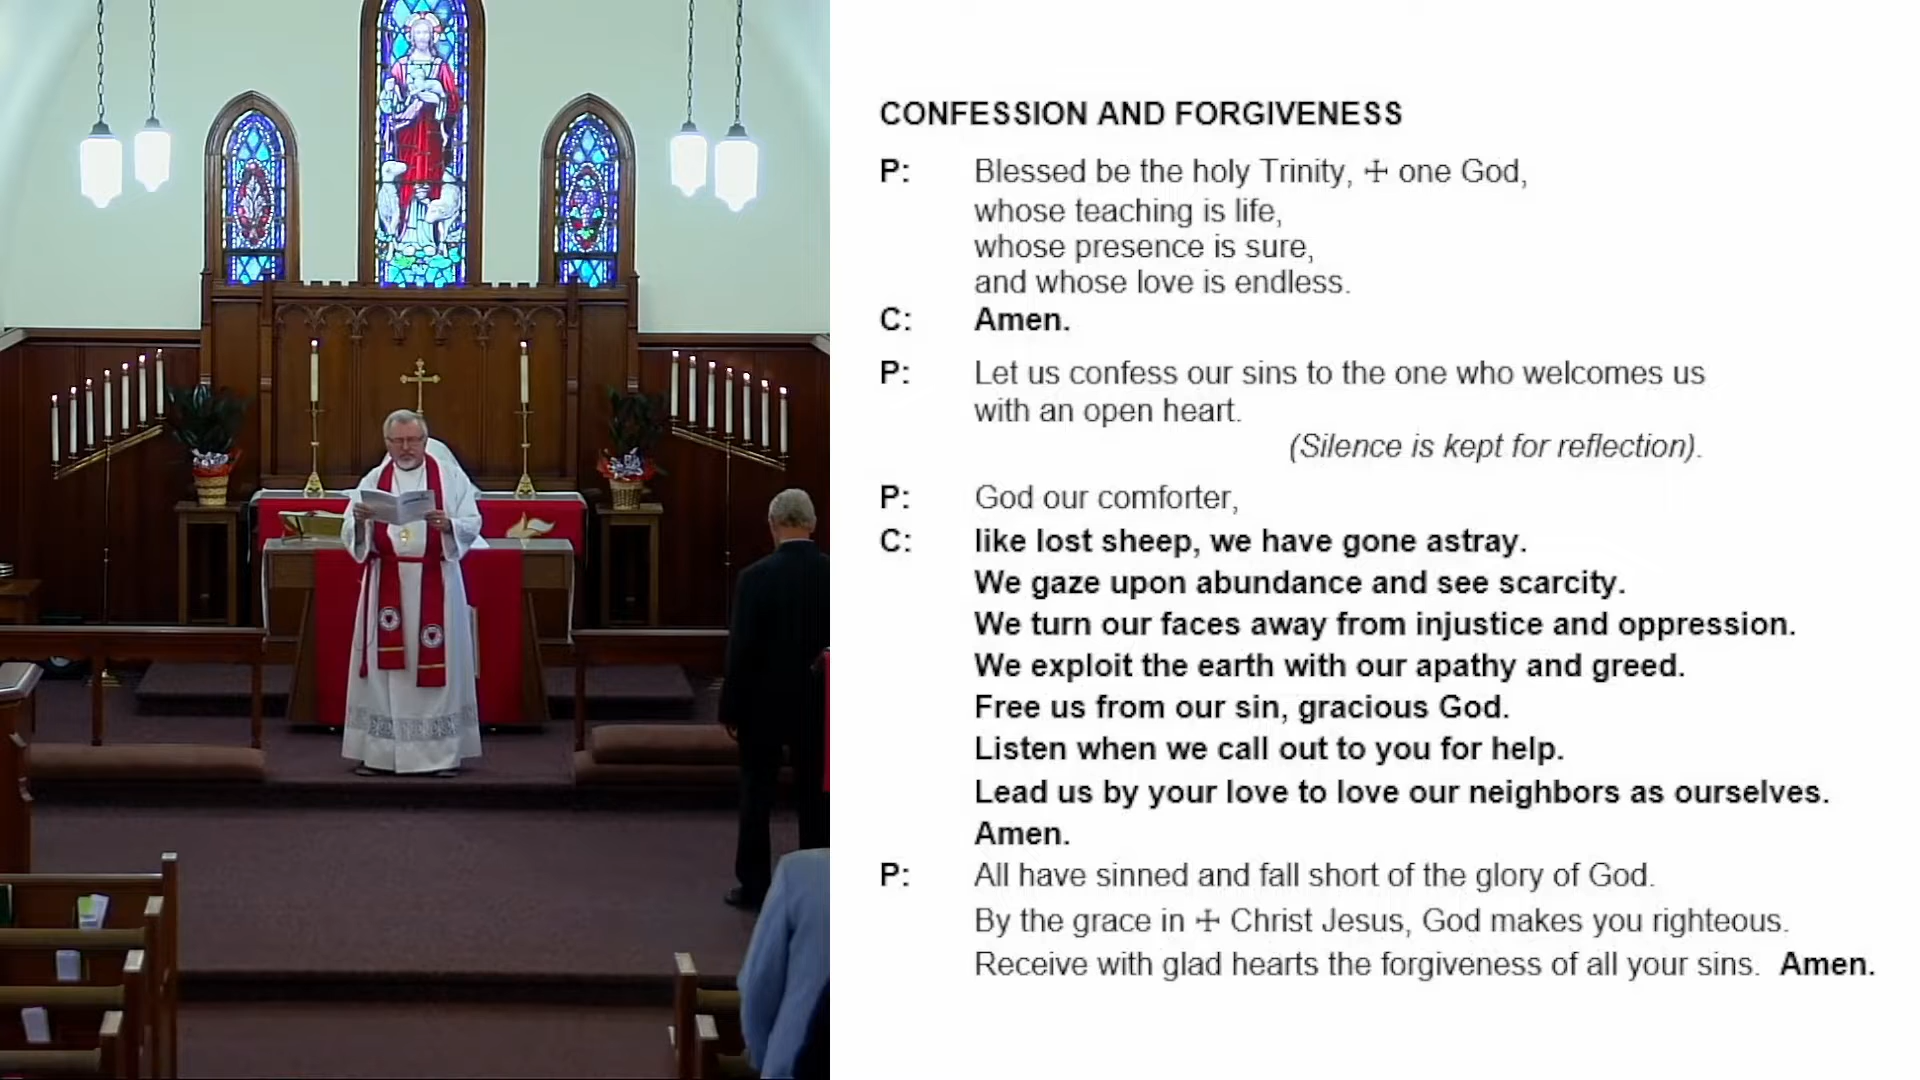 CONFESSION AND FORGIVENESS
P: Blessed be the holy Trinity, ☩ one God,
whose teaching is life,
whose presence is sure,
and whose love is endless.
C: Amen.
P: Let us confess our sins to the one who welcomes us
with an open heart.
(Silence is kept for reflection).
P: God our comforter,
C: like lost sheep, we have gone astray.
We gaze upon abundance and see scarcity.
We turn our faces away from injustice and oppression.
We exploit the earth with our apathy and greed.
Free us from our sin, gracious God.
Listen when we call out to you for help.
Lead us by your love to love our neighbors as ourselves.
Amen.
P: All have sinned and fall short of the glory of God.
By the grace in ☩ Christ Jesus, God makes you righteous.
Receive with glad hearts the forgiveness of all your sins. Amen.